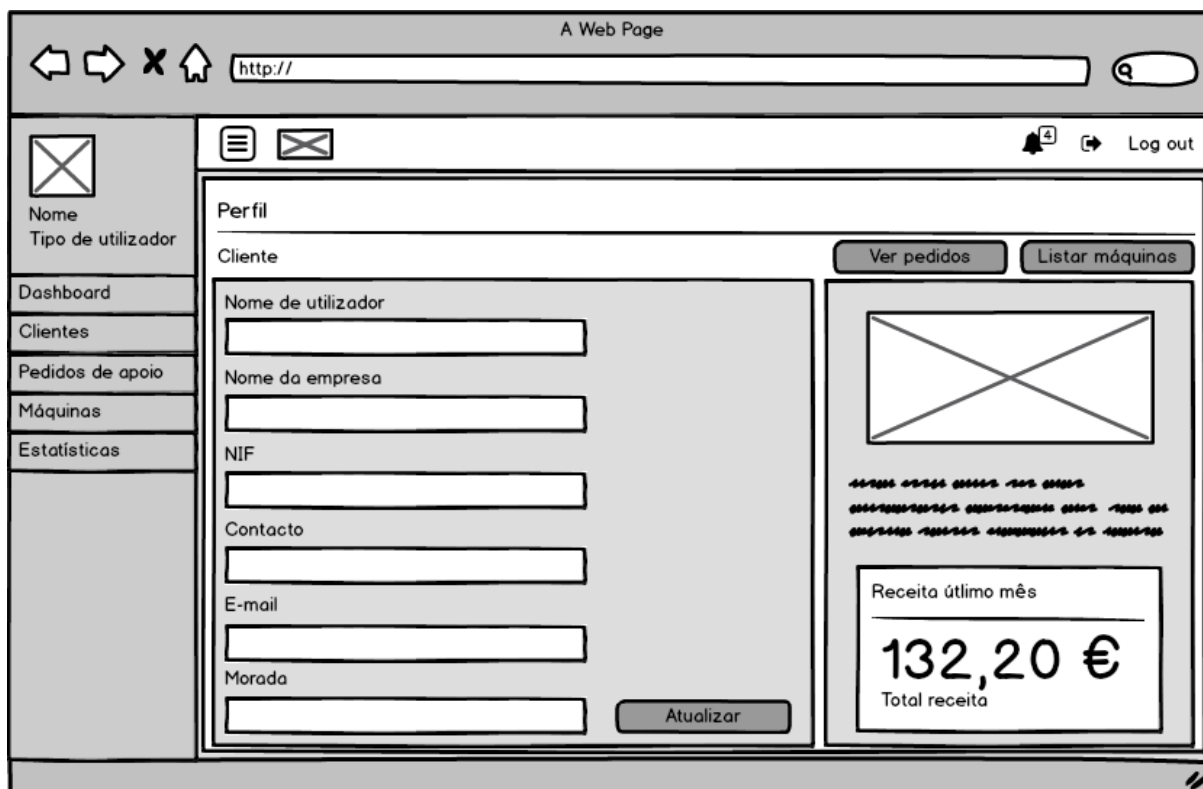 A Web Page
http://
4
Log out
Nome
Tipo de utilizador
Dashboard
Clientes
Pedidos de apoio
Máquinas
Estatísticas
Perfil
Cliente
Ver pedidos
Listar máquinas
Nome de utilizador
Nome da empresa
NIF
Contacto
E-mail
Morada
Atualizar
Receita útlimo mês
132,20 €
Total receita